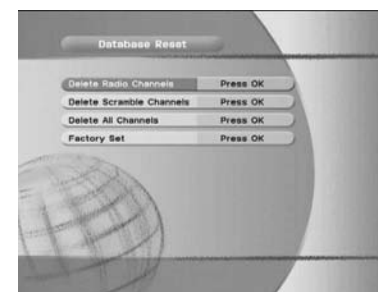 Database Reset
Delete Radio Channels Press OK
Delete Scramble Channels Press OK
Delete All Channels Press OK
Factory Set Press OK